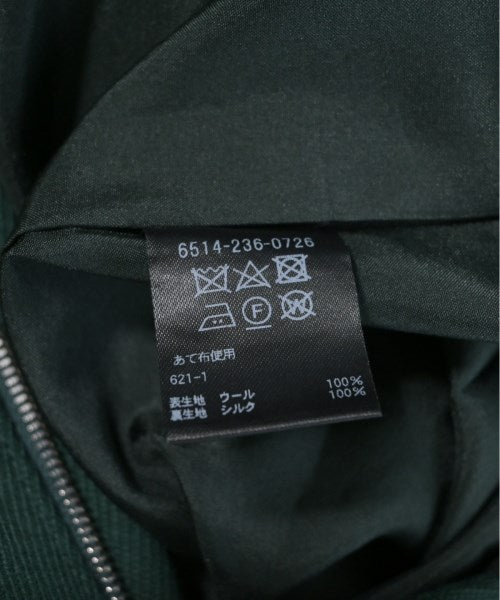 6514-236-0726
あて布使用
621-1
表生地 ウール 100%
裏生地 シルク 100%